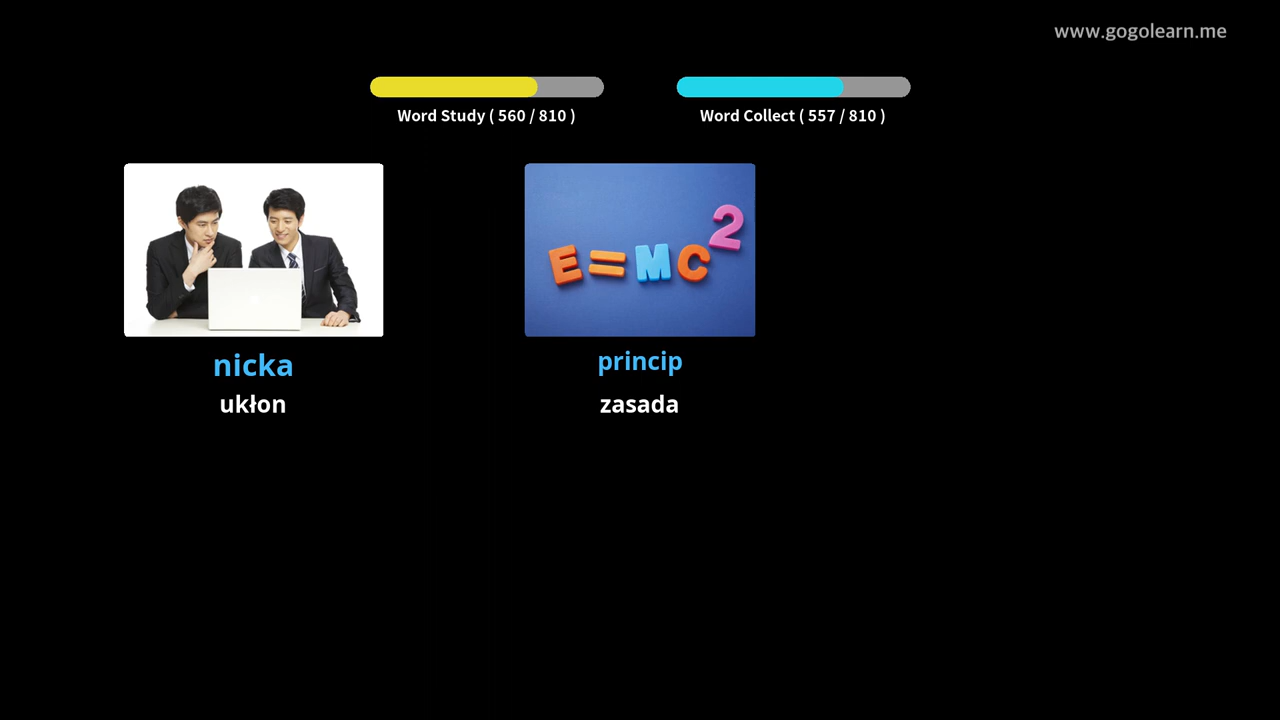 www.gogolearn.me
Word Study ( 560 / 810 )
Word Collect ( 557 / 810 )
E=MC2
nicka
princip
ukłon
zasada